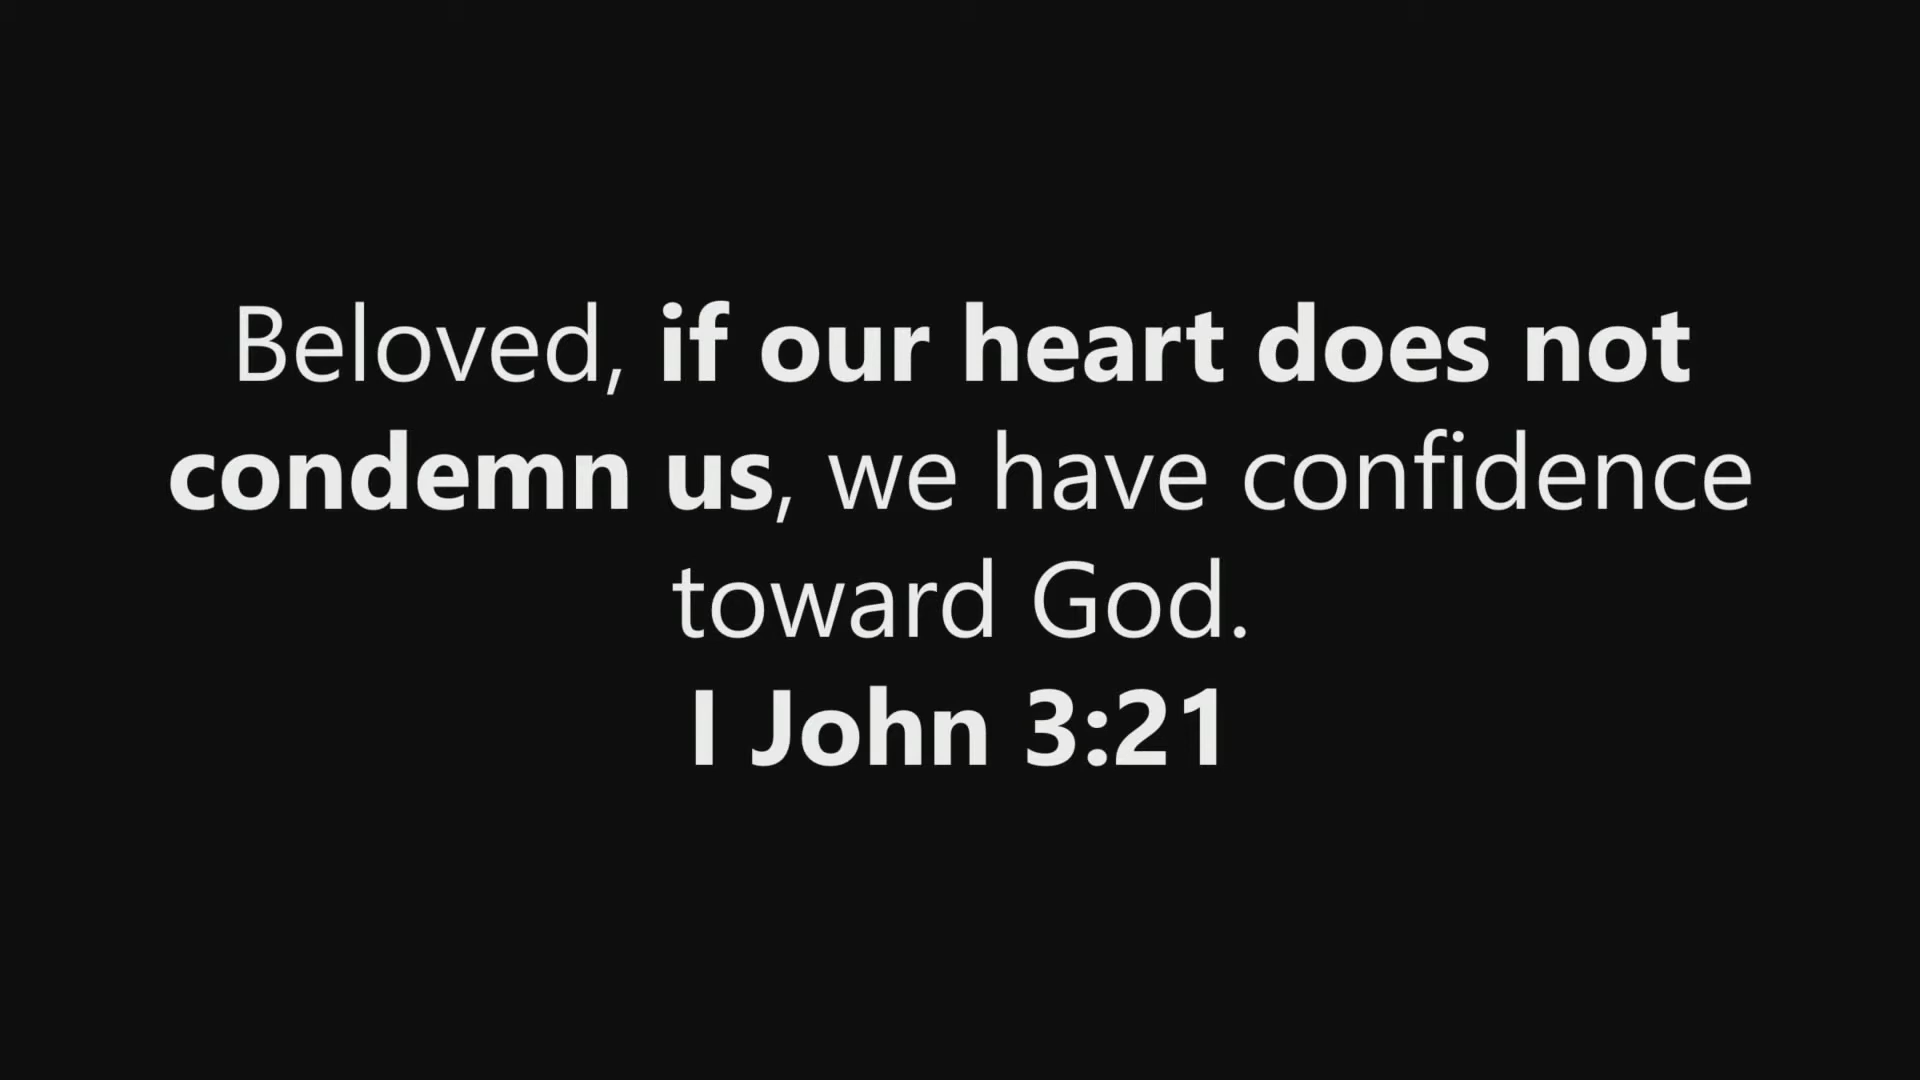 Beloved, if our heart does not
condemn us, we have confidence
toward God.
I John 3:21